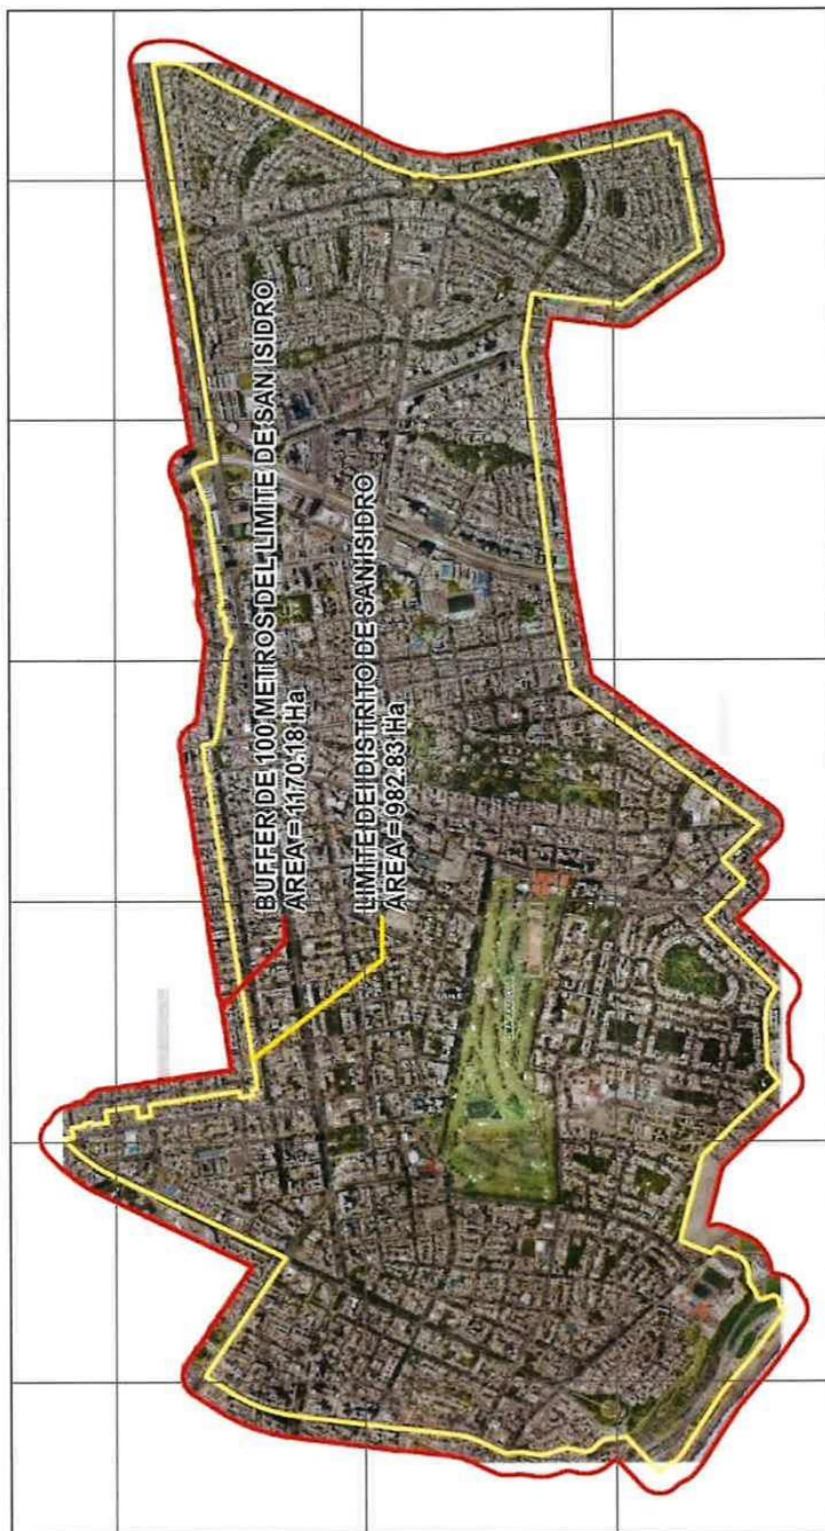 BUFFER DE 100 METROS DEL LIMITE DE SAN ISIDRO
AREA = 1170.18 Ha
LIMITE DEl DISTRITO DE SAN ISIDRO
AREA = 982.83 Ha